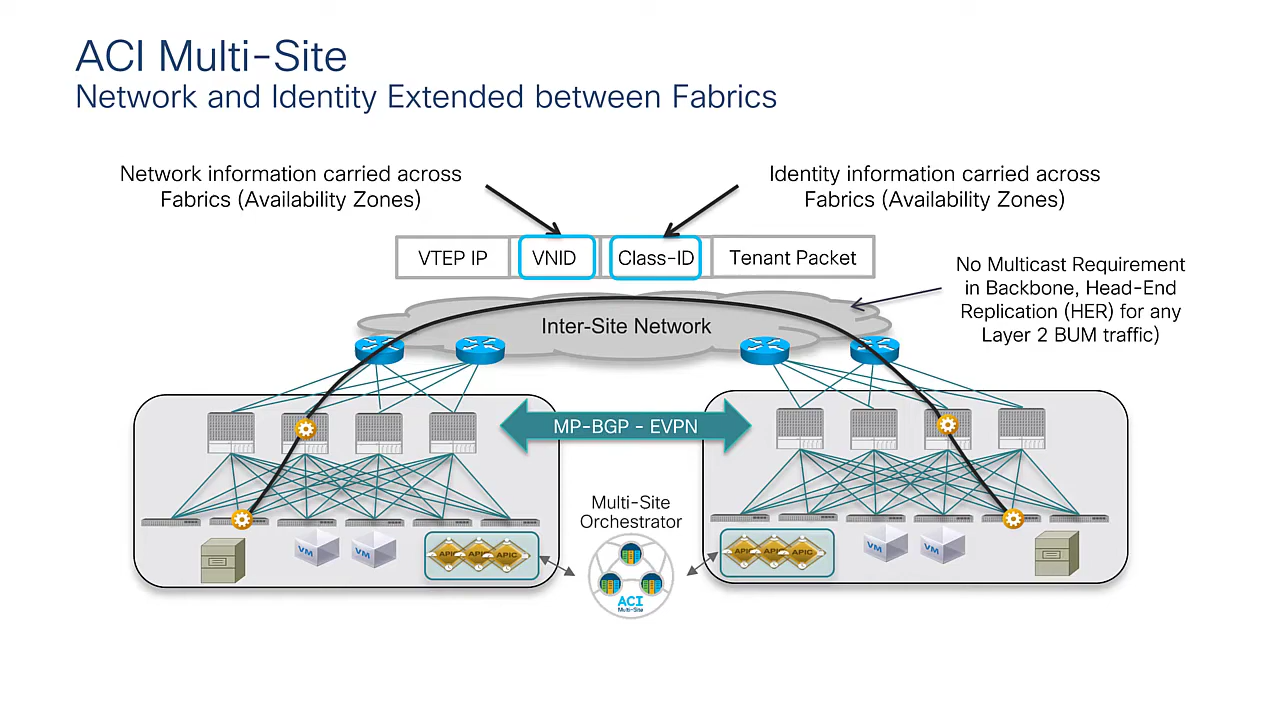 ACI Multi-Site
Network and Identity Extended between Fabrics
Network information carried across
Fabrics (Availability Zones)
Identity information carried across
Fabrics (Availability Zones)
VTEP IP
VNID
Class-ID
Tenant Packet
No Multicast Requirement
in Backbone, Head-End
Replication (HER) for any
Layer 2 BUM traffic)
Inter-Site Network
MP-BGP - EVPN
Multi-Site
Orchestrator
VM
VM
APIC
APIC
APIC
ACI
Multi-Site
APIC
APIC
APIC
VM
VM